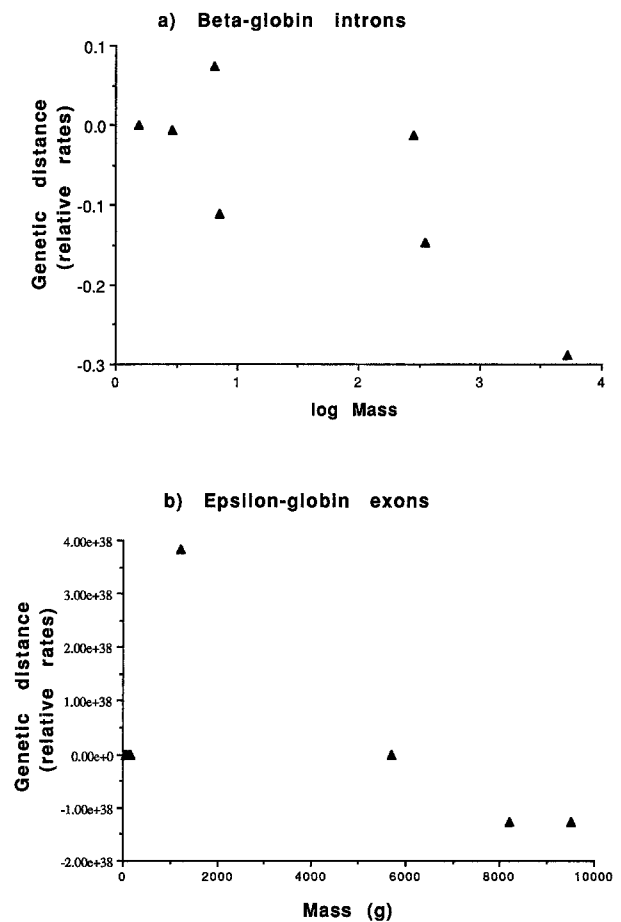 a) Beta-globin introns
0.1
0.0
-0.1
-0.2
-0.3
Genetic distance
(relative rates)
0 1 2 3 4
log Mass
b) Epsilon-globin exons
4.00e+38
3.00e+38
2.00e+38
1.00e+38
0.00e+0
-1.00e+38
-2.00e+38
Genetic distance
(relative rates)
0 2000 4000 6000 8000 10000
Mass (g)